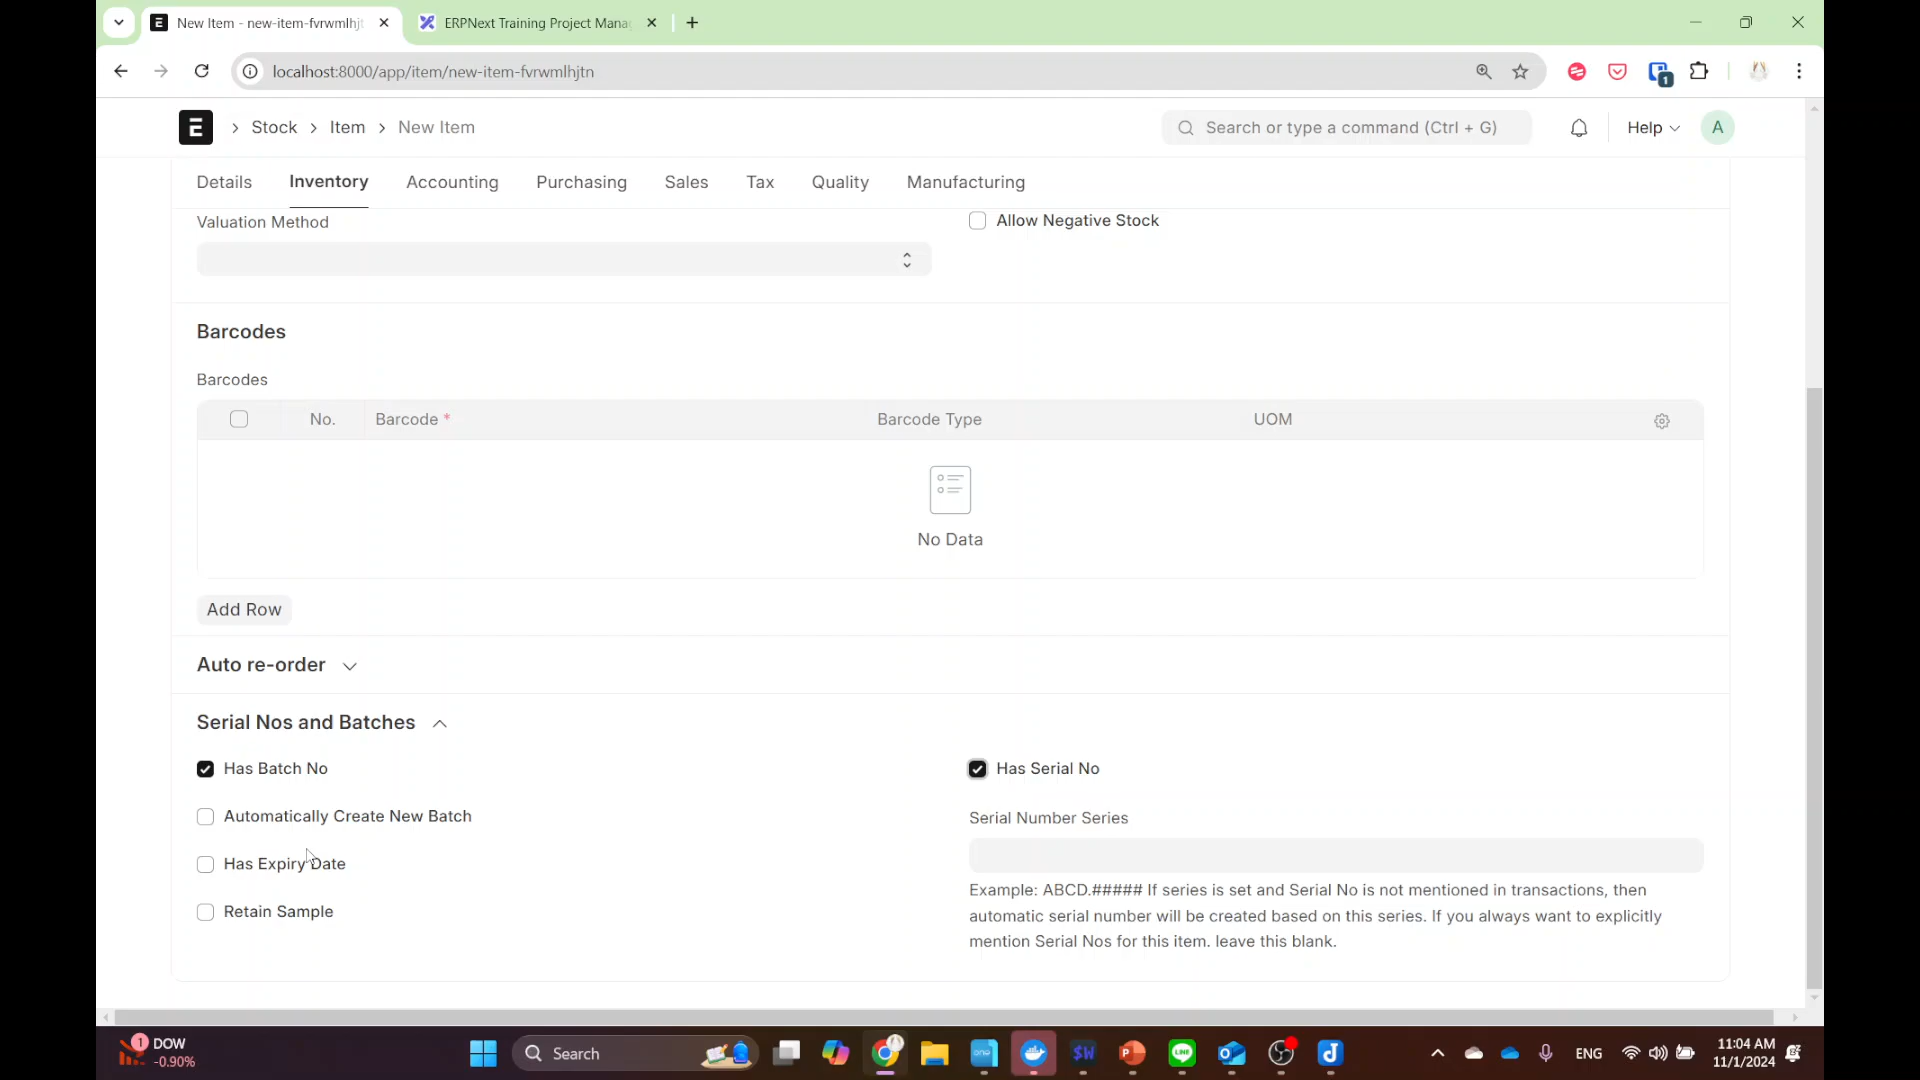 New Item - new-item-fvrwmlhjt
ERPNext Training Project Mana
localhost:8000/app/item/new-item-fvrwmlhjtn
1
E > Stock > Item > New Item
Search or type a command (Ctrl + G)
Help
A
Details Inventory Accounting Purchasing Sales Tax Quality Manufacturing
Valuation Method
Allow Negative Stock
Barcodes
Barcodes
No. Barcode * Barcode Type UOM
No Data
Add Row
Auto re-order
Serial Nos and Batches
Has Batch No
Automatically Create New Batch
Has Expiry Date
Retain Sample
Has Serial No
Serial Number Series
Example: ABCD.##### If series is set and Serial No is not mentioned in transactions, then
automatic serial number will be created based on this series. If you always want to explicitly
mention Serial Nos for this item. leave this blank.
1
DOW
-0.90%
Search
ENG
11:04 AM
11/1/2024